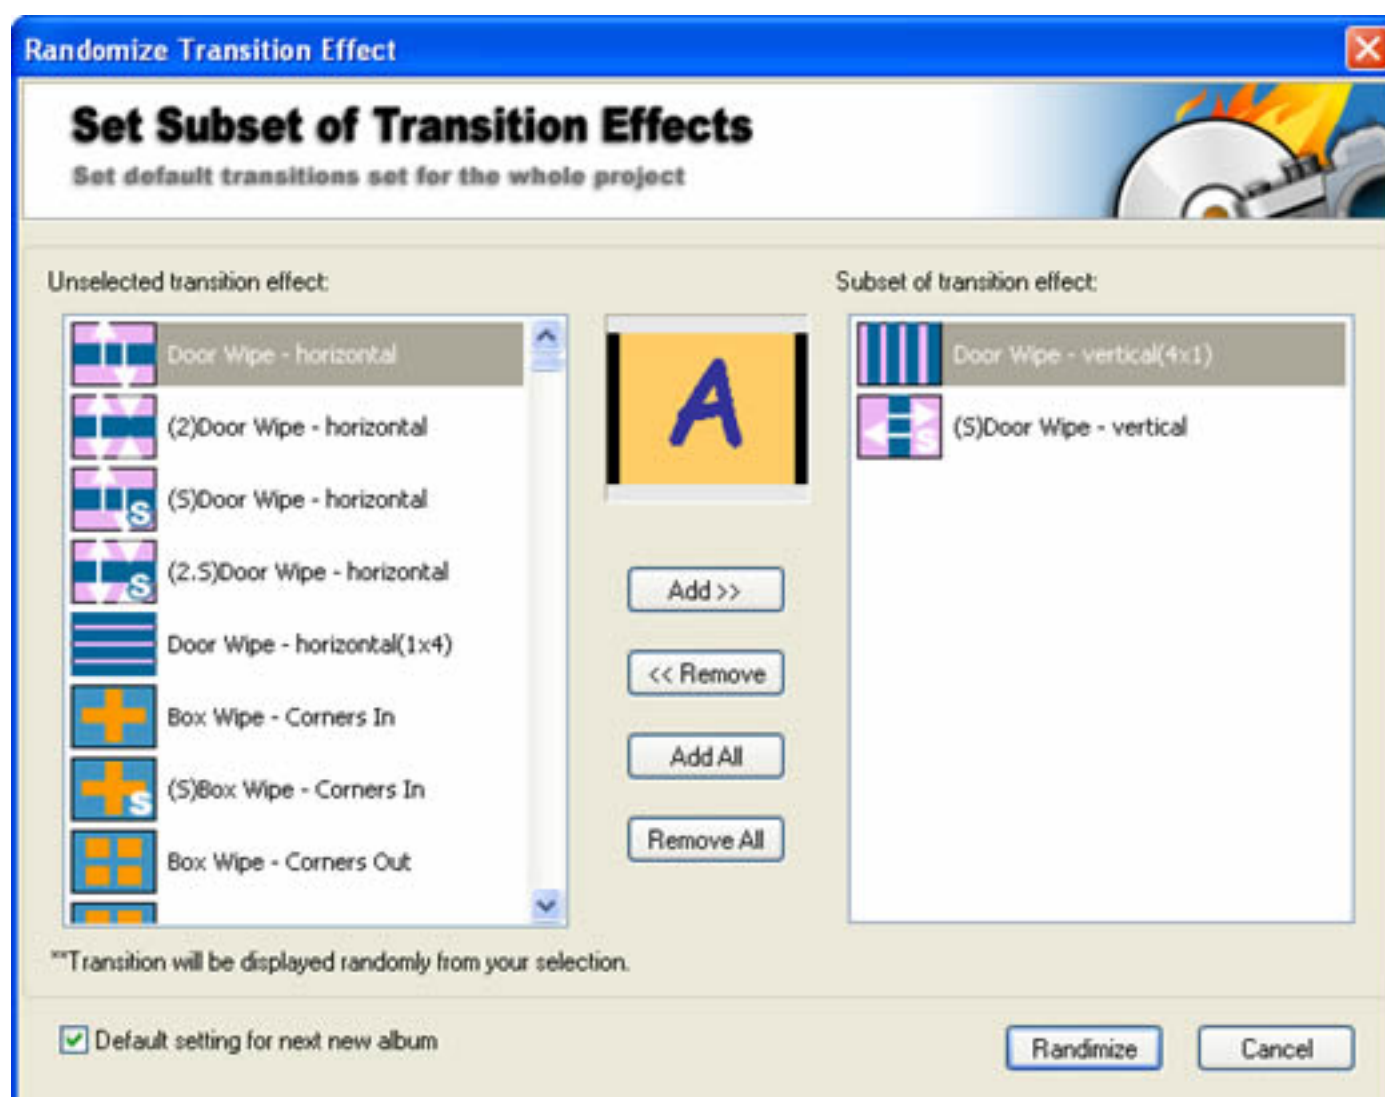 Randomize Transition Effect
Set Subset of Transition Effects
Set default transitions set for the whole project
Unselected transition effect:
Door Wipe - horizontal
(2)Door Wipe - horizontal
(S)Door Wipe - horizontal
(2.S)Door Wipe - horizontal
Door Wipe - horizontal(1x4)
Box Wipe - Corners In
(S)Box Wipe - Corners In
Box Wipe - Corners Out
A
Add >>
<< Remove
Add All
Remove All
Subset of transition effect:
Door Wipe - vertical(4x1)
(S)Door Wipe - vertical
**Transition will be displayed randomly from your selection.
Default setting for next new album
Randimize
Cancel